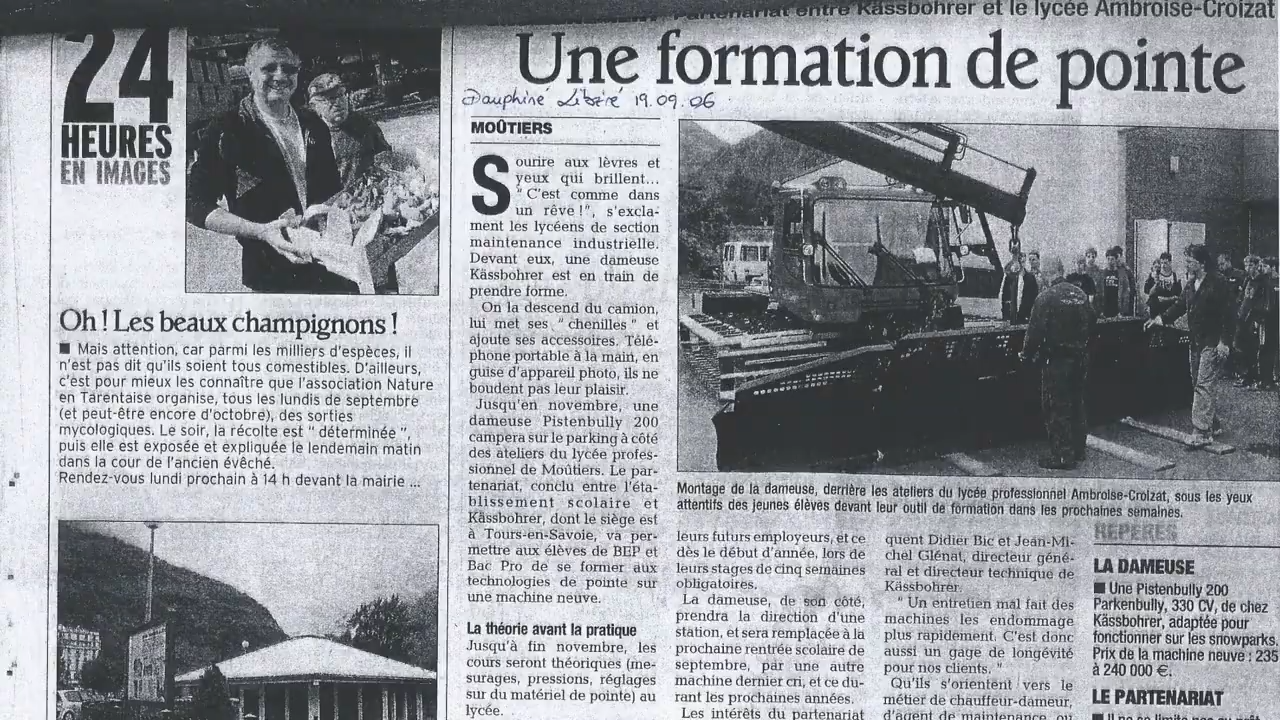 Partenariat entre Kässbohrer et le lycée Ambroise-Croizat
Une formation de pointe
Dauphiné Libéré 19.09.06
24
HEURES
EN IMAGES
Oh ! Les beaux champignons !
■ Mais attention, car parmi les milliers d'espèces, il
n'est pas dit qu'ils soient tous comestibles. D'ailleurs,
c'est pour mieux les connaître que l'association Nature
en Tarentaise organise, tous les lundis de septembre
(et peut-être encore d'octobre), des sorties
mycologiques. Le soir, la récolte est " déterminée ",
puis elle est exposée et expliquée le lendemain matin
dans la cour de l'ancien évêché.
Rendez-vous lundi prochain à 14 h devant la mairie ...
MOÛTIERS
Sourire aux lèvres et
yeux qui brillent...
" C'est comme dans
un rêve !", s'excla-
ment les lycéens de section
maintenance industrielle.
Devant eux, une dameuse
Kässbohrer est en train de
prendre forme.
On la descend du camion,
lui met ses " chenilles " et
ajoute ses accessoires. Télé-
phone portable à la main, en
guise d'appareil photo, ils ne
boudent pas leur plaisir.
Jusqu'en novembre, une
dameuse Pistenbully 200
campera sur le parking à côté
des ateliers du lycée profes-
sionnel de Moûtiers. Le par-
tenariat, conclu entre l'éta-
blissement scolaire et
Kässbohrer, dont le siège est
à Tours-en-Savoie, va per-
mettre aux élèves de BEP et
Bac Pro de se former aux
technologies de pointe sur
une machine neuve.
La théorie avant la pratique
Jusqu'à fin novembre, les
cours seront théoriques (me-
surages, pressions, réglages
sur du matériel de pointe) au
lycée.
Montage de la dameuse, derrière les ateliers du lycée professionnel Ambroise-Croizat, sous les yeux
attentifs des jeunes élèves devant leur outil de formation dans les prochaines semaines.
leurs futurs employeurs, et ce
dès le début d'année, lors de
leurs stages de cinq semaines
obligatoires.
La dameuse, de son côté,
prendra la direction d'une
station, et sera remplacée à la
prochaine rentrée scolaire de
septembre, par une autre
machine dernier cri, et ce du-
rant les prochaines années.
Les intérêts du partenariat
quent Didier Bic et Jean-Mi-
chel Glénat, directeur géné-
ral et directeur technique de
Kässbohrer.
" Un entretien mal fait des
machines les endommage
plus rapidement. C'est donc
aussi un gage de longévité
pour nos clients. "
Qu'ils s'orientent vers le
métier de chauffeur-dameur,
d'agent de maintenance, ou
REPÈRES
LA DAMEUSE
■ Une Pistenbully 200
Parkenbully, 330 CV, de chez
Kässbohrer, adaptée pour
fonctionner sur les snowparks.
Prix de la machine neuve : 235
à 240 000 €.
LE PARTENARIAT